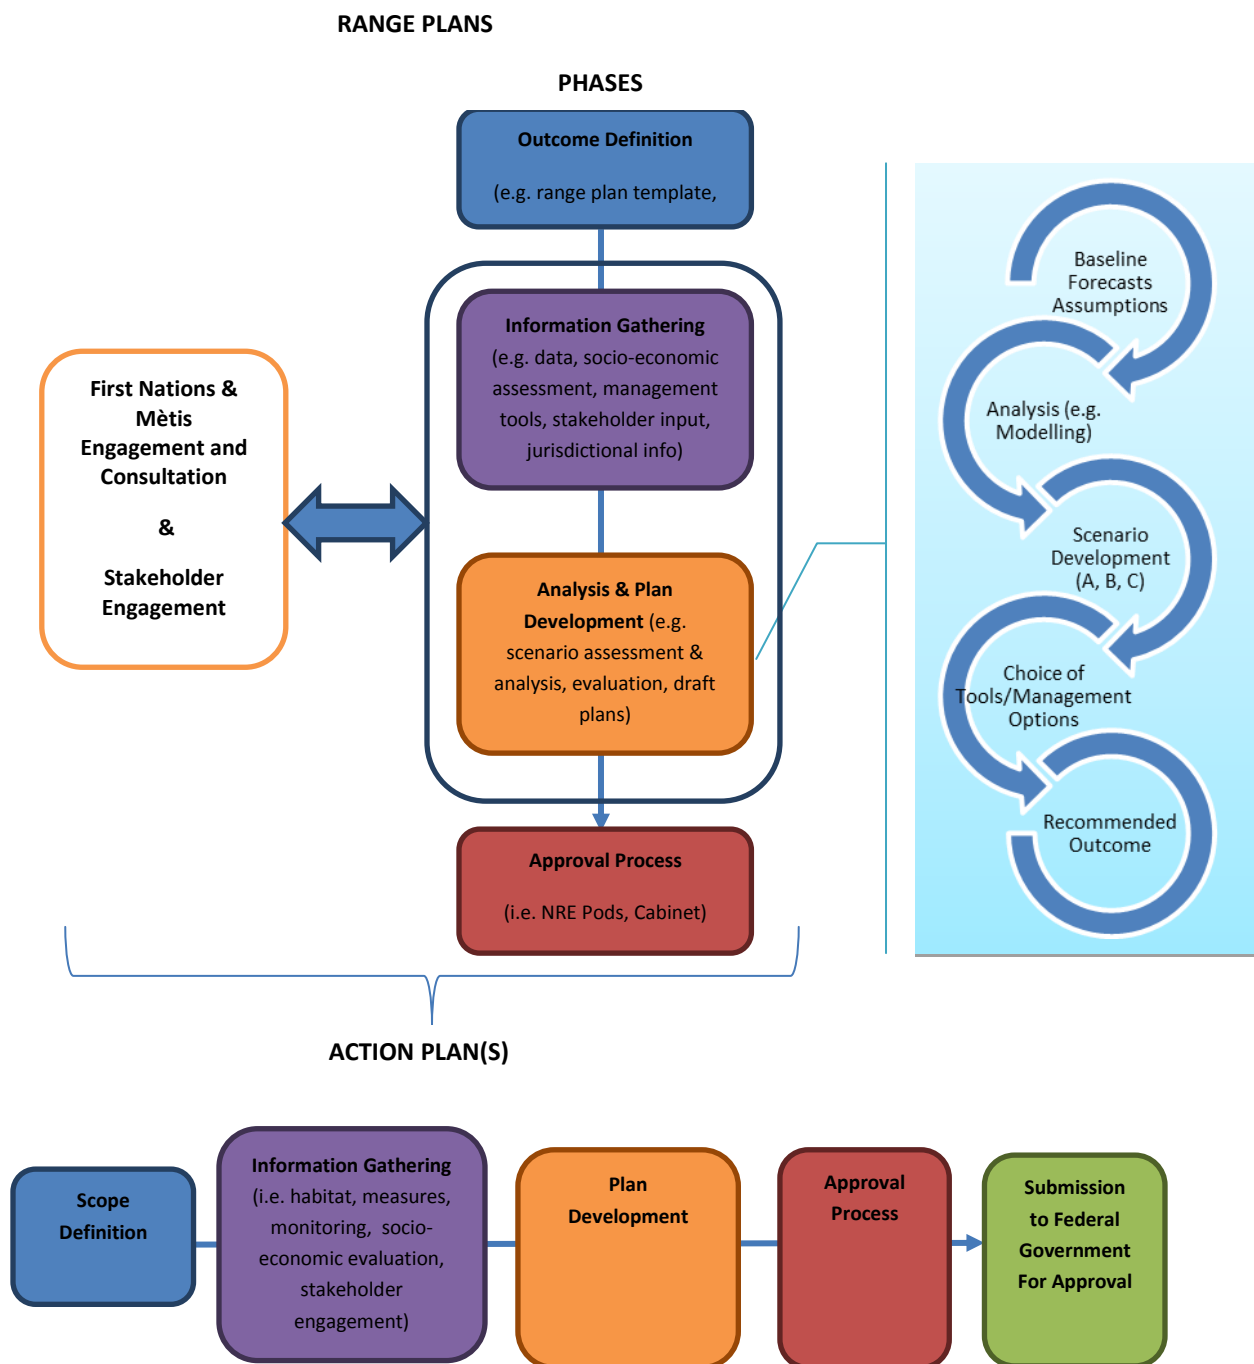 RANGE PLANS
PHASES
Outcome Definition
(e.g. range plan template,
Information Gathering
(e.g. data, socio-economic
assessment, management
tools, stakeholder input,
jurisdictional info)
First Nations &
Mètis
Engagement and
Consultation
&
Stakeholder
Engagement
Analysis & Plan
Development (e.g.
scenario assessment &
analysis, evaluation, draft
plans)
Approval Process
(i.e. NRE Pods, Cabinet)
Baseline
Forecasts
Assumptions
Analysis (e.g.
Modelling)
Scenario
Development
(A, B, C)
Choice of
Tools/Management
Options
Recommended
Outcome
ACTION PLAN(S)
Scope
Definition
Information Gathering
(i.e. habitat, measures,
monitoring, socio-
economic evaluation,
stakeholder
engagement)
Plan
Development
Approval
Process
Submission
to Federal
Government
For Approval